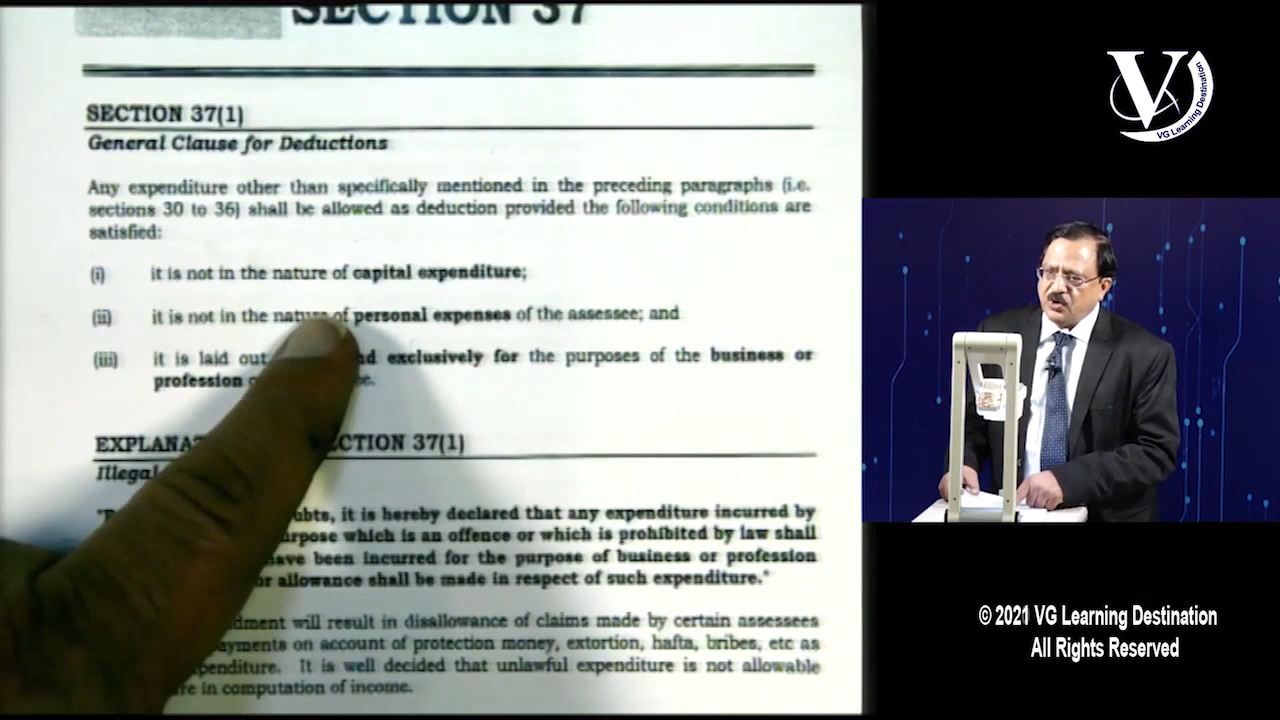 SECTION 37
SECTION 37(1)
General Clause for Deductions
Any expenditure other than specifically mentioned in the preceding paragraphs (i.e.
sections 30 to 36) shall be allowed as deduction provided the following conditions are
satisfied:
(i) it is not in the nature of capital expenditure;
(ii) it is not in the nature of personal expenses of the assessee; and
(iii) it is laid out exclusively for the purposes of the business or
profession
EXPLANAT SECTION 37(1)
Illegal
ubts, it is hereby declared that any expenditure incurred by
urpose which is an offence or which is prohibited by law shall
have been incurred for the purpose of business or profession
or allowance shall be made in respect of such expenditure."
dment will result in disallowance of claims made by certain assessees
payments on account of protection money, extortion, hafta, bribes, etc as
penditure. It is well decided that unlawful expenditure is not allowable
in computation of income.
V
VG Learning Destination
© 2021 VG Learning Destination
All Rights Reserved